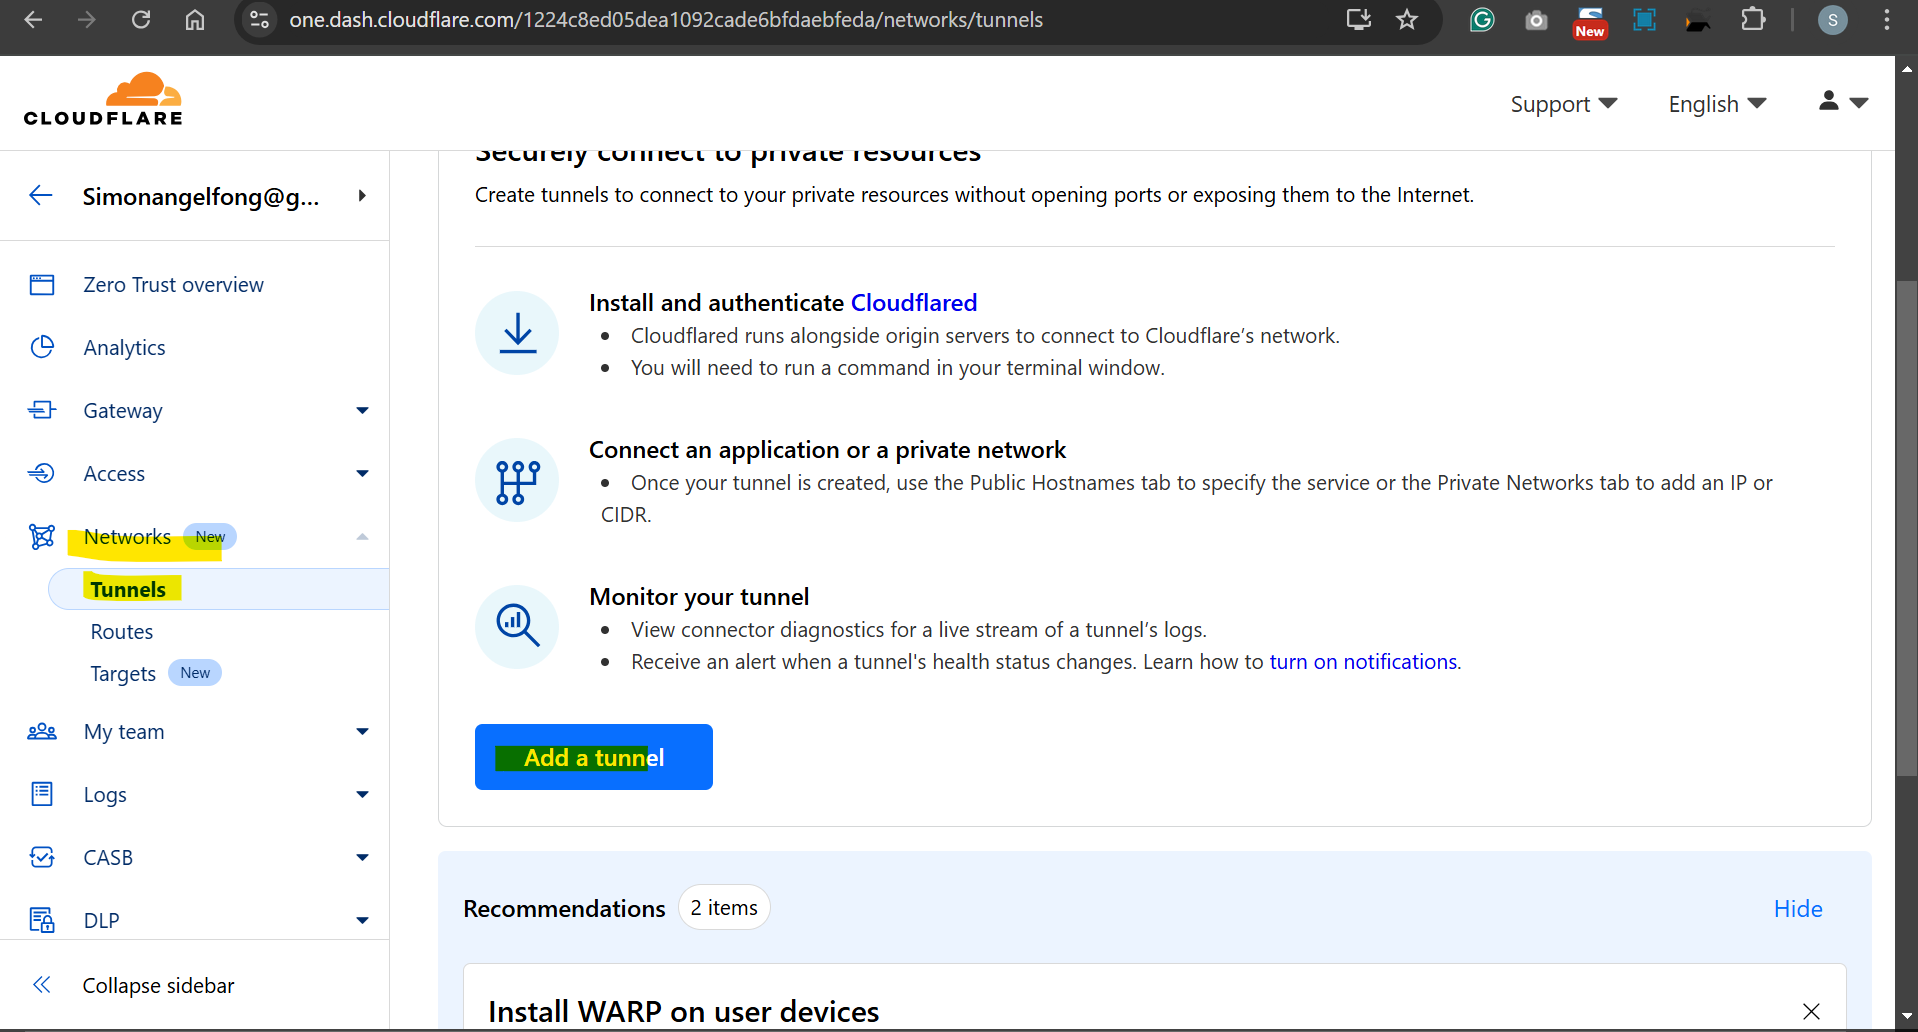 one.dash.cloudflare.com/1224c8ed05dea1092cade6bfdaebfeda/networks/tunnels
New
S
CLOUDFLARE
Support
English
Simonangelfong@g...
Zero Trust overview
Analytics
Gateway
Access
Networks New
Tunnels
Routes
Targets New
My team
Logs
CASB
DLP
Collapse sidebar
Securely connect to private resources
Create tunnels to connect to your private resources without opening ports or exposing them to the Internet.
Install and authenticate Cloudflared
• Cloudflared runs alongside origin servers to connect to Cloudflare’s network.
• You will need to run a command in your terminal window.
Connect an application or a private network
• Once your tunnel is created, use the Public Hostnames tab to specify the service or the Private Networks tab to add an IP or
CIDR.
Monitor your tunnel
• View connector diagnostics for a live stream of a tunnel’s logs.
• Receive an alert when a tunnel's health status changes. Learn how to turn on notifications.
Add a tunnel
Recommendations 2 items
Hide
Install WARP on user devices